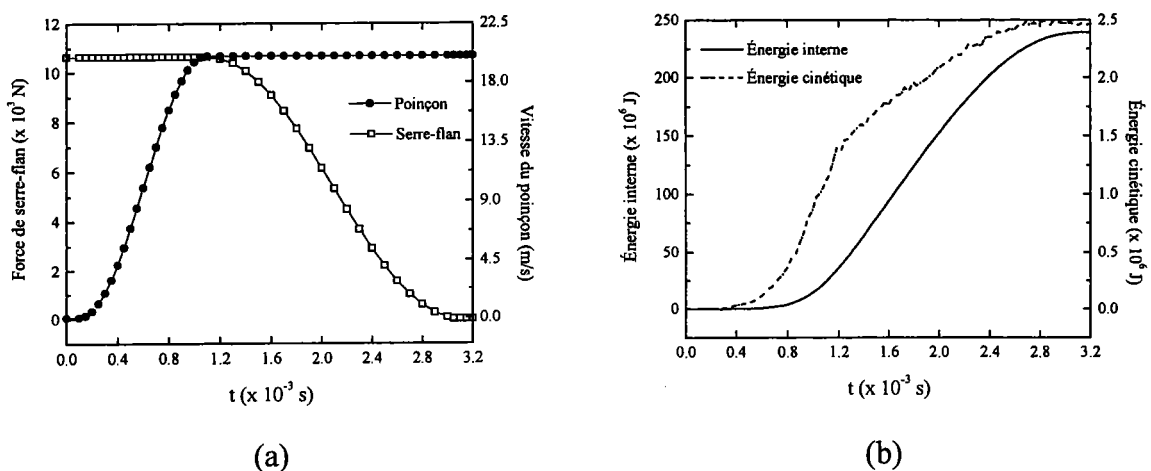 12
10
8
6
4
2
0
Force de serre-flan (x 10³ N)
22.5
18.0
13.5
9.0
4.5
0.0
Vitesse du poinçon (m/s)
Poinçon
Serre-flan
0.0 0.4 0.8 1.2 1.6 2.0 2.4 2.8 3.2
t (x 10⁻³ s)
(a)
250
200
150
100
50
0
Énergie interne (x 10⁶ J)
2.5
2.0
1.5
1.0
0.5
0.0
Énergie cinétique (x 10⁶ J)
Énergie interne
Énergie cinétique
0.0 0.4 0.8 1.2 1.6 2.0 2.4 2.8 3.2
t (x 10⁻³ s)
(b)